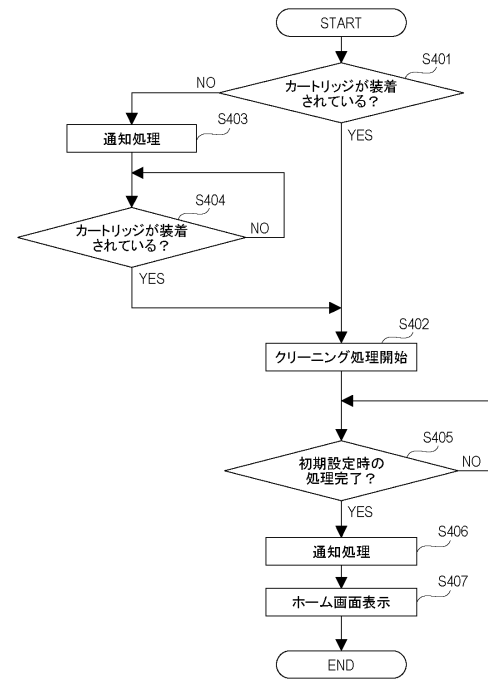 START
S401
カートリッジが装着
されている？
NO
YES
S403
通知処理
S404
カートリッジが装着
されている？
NO
YES
S402
クリーニング処理開始
S405
初期設定時の
処理完了？
NO
YES
S406
通知処理
S407
ホーム画面表示
END